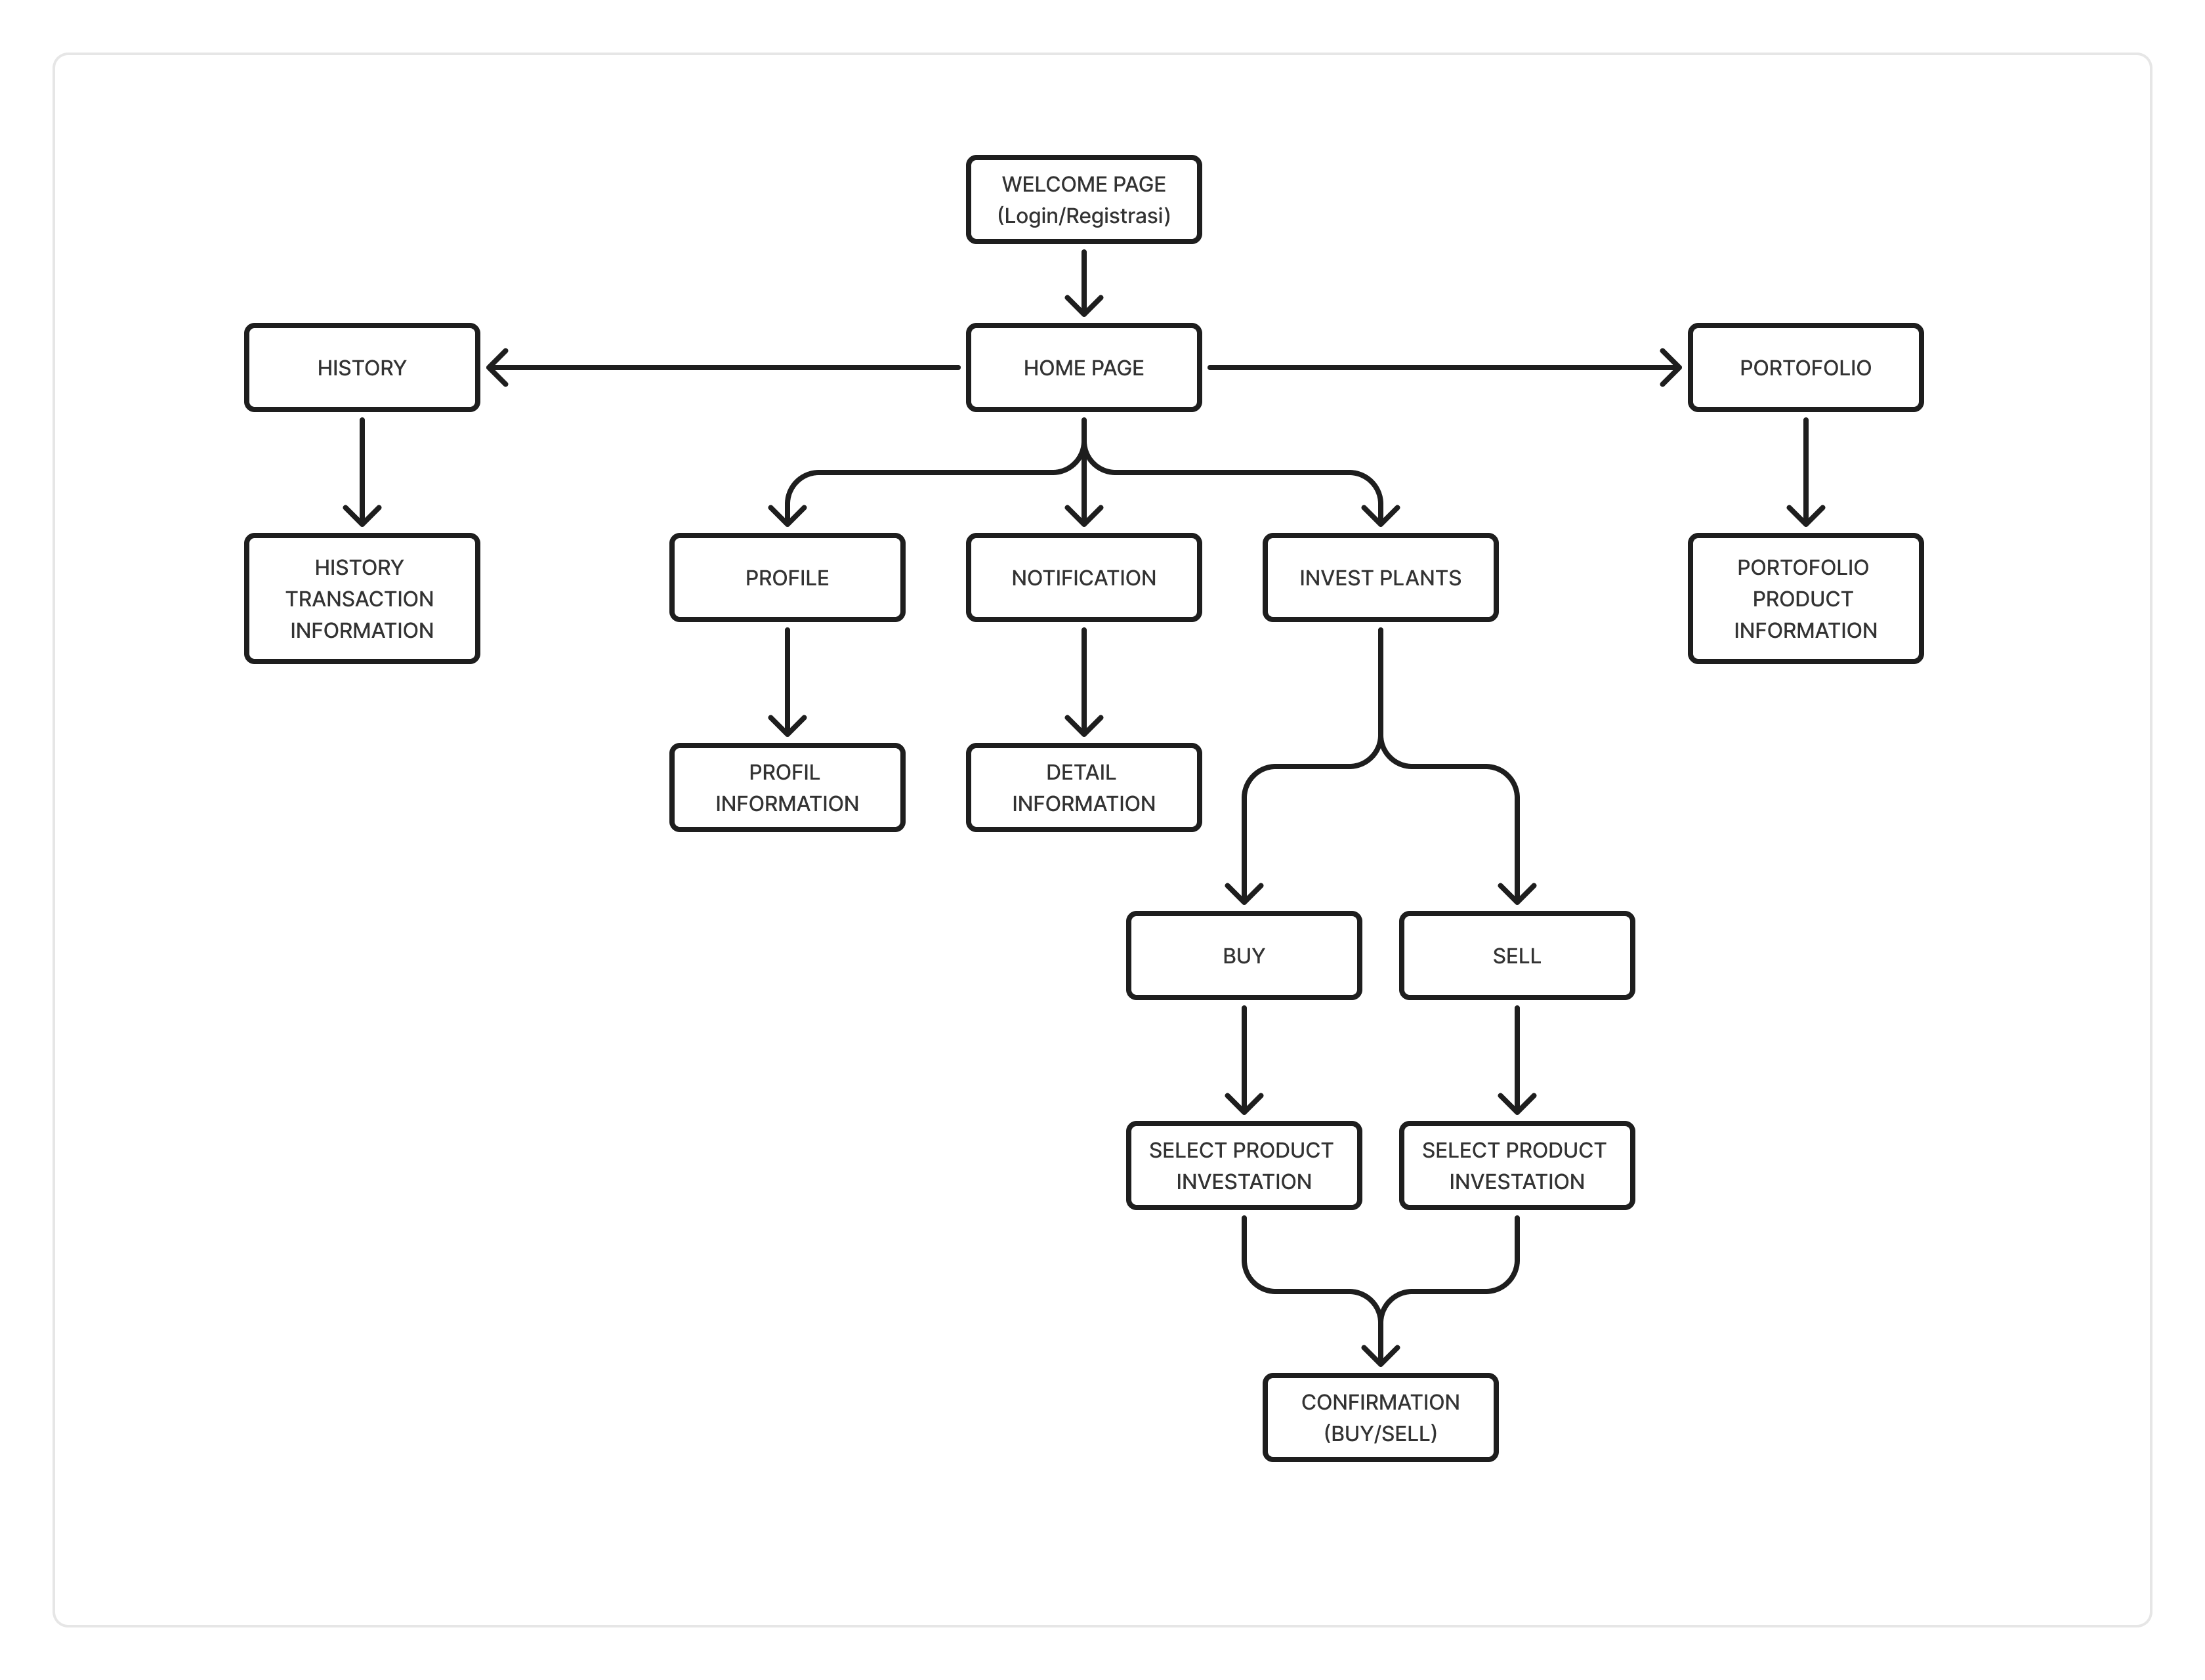 WELCOME PAGE
(Login/Registrasi)
HISTORY
HOME PAGE
PORTOFOLIO
HISTORY
TRANSACTION
INFORMATION
PROFILE
NOTIFICATION
INVEST PLANTS
PORTOFOLIO
PRODUCT
INFORMATION
PROFIL
INFORMATION
DETAIL
INFORMATION
BUY
SELL
SELECT PRODUCT
INVESTATION
SELECT PRODUCT
INVESTATION
CONFIRMATION
(BUY/SELL)